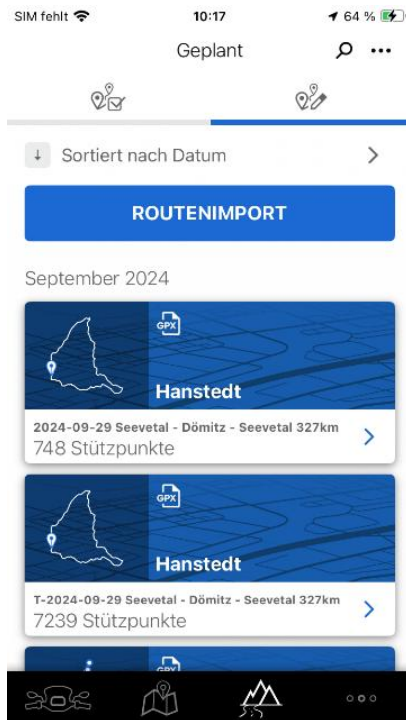 SIM fehlt 10:17 64 %
Geplant
Sortiert nach Datum
ROUTENIMPORT
September 2024
GPX
Hanstedt
2024-09-29 Seevetal - Dömitz - Seevetal 327km
748 Stützpunkte
GPX
Hanstedt
T-2024-09-29 Seevetal - Dömitz - Seevetal 327km
7239 Stützpunkte
GPX